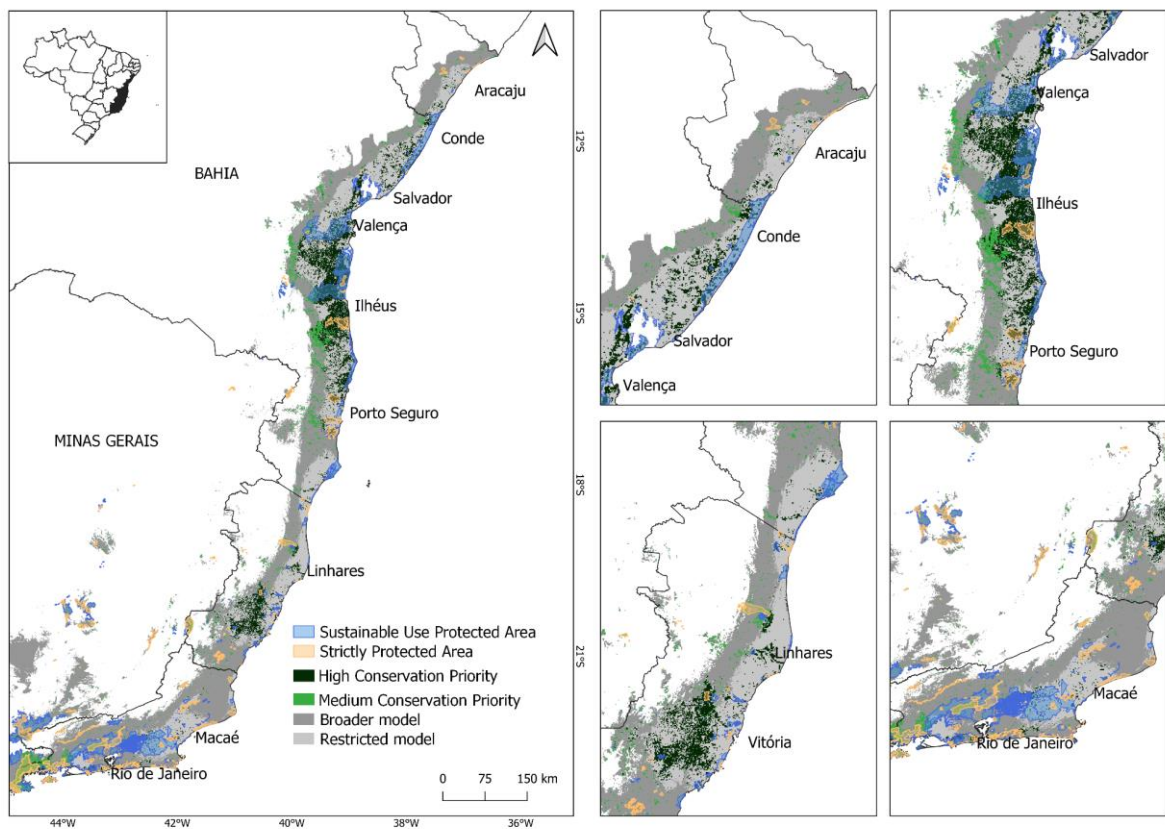 BAHIA
MINAS GERAIS
Aracaju
Conde
Salvador
Valença
Ilhéus
Porto Seguro
Linhares
Macaé
Rio de Janeiro
Sustainable Use Protected Area
Strictly Protected Area
High Conservation Priority
Medium Conservation Priority
Broader model
Restricted model
0 75 150 km
44°W 42°W 40°W 38°W 36°W
12°S
15°S
18°S
21°S
Aracaju
Conde
Salvador
Valença
Salvador
Valença
Ilhéus
Porto Seguro
Linhares
Vitória
Macaé
Rio de Janeiro